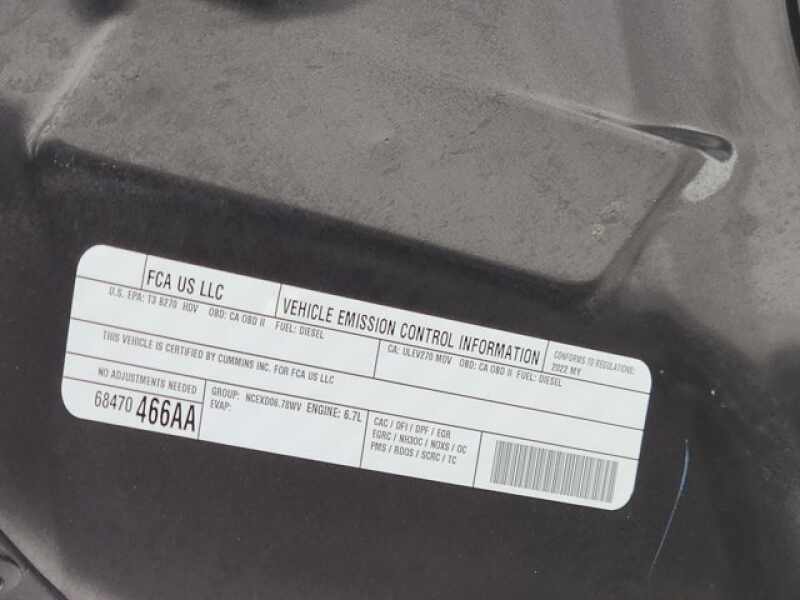 FCA US LLC
VEHICLE EMISSION CONTROL INFORMATION
CONFORMS TO REGULATIONS:
2022 MY
U.S. EPA: T3 B270 HDV OBD: CA OBD II FUEL: DIESEL
CA: ULEV270 MDV OBD: CA OBD II FUEL: DIESEL
THIS VEHICLE IS CERTIFIED BY CUMMINS INC. FOR FCA US LLC
NO ADJUSTMENTS NEEDED
68470 466AA
GROUP: NCEXD06.78WV ENGINE: 6.7L
EVAP:
CAC / DFI / DPF / EGR
EGRC / NH3OC / NOXS / OC
PMS / RDQS / SCRC / TC